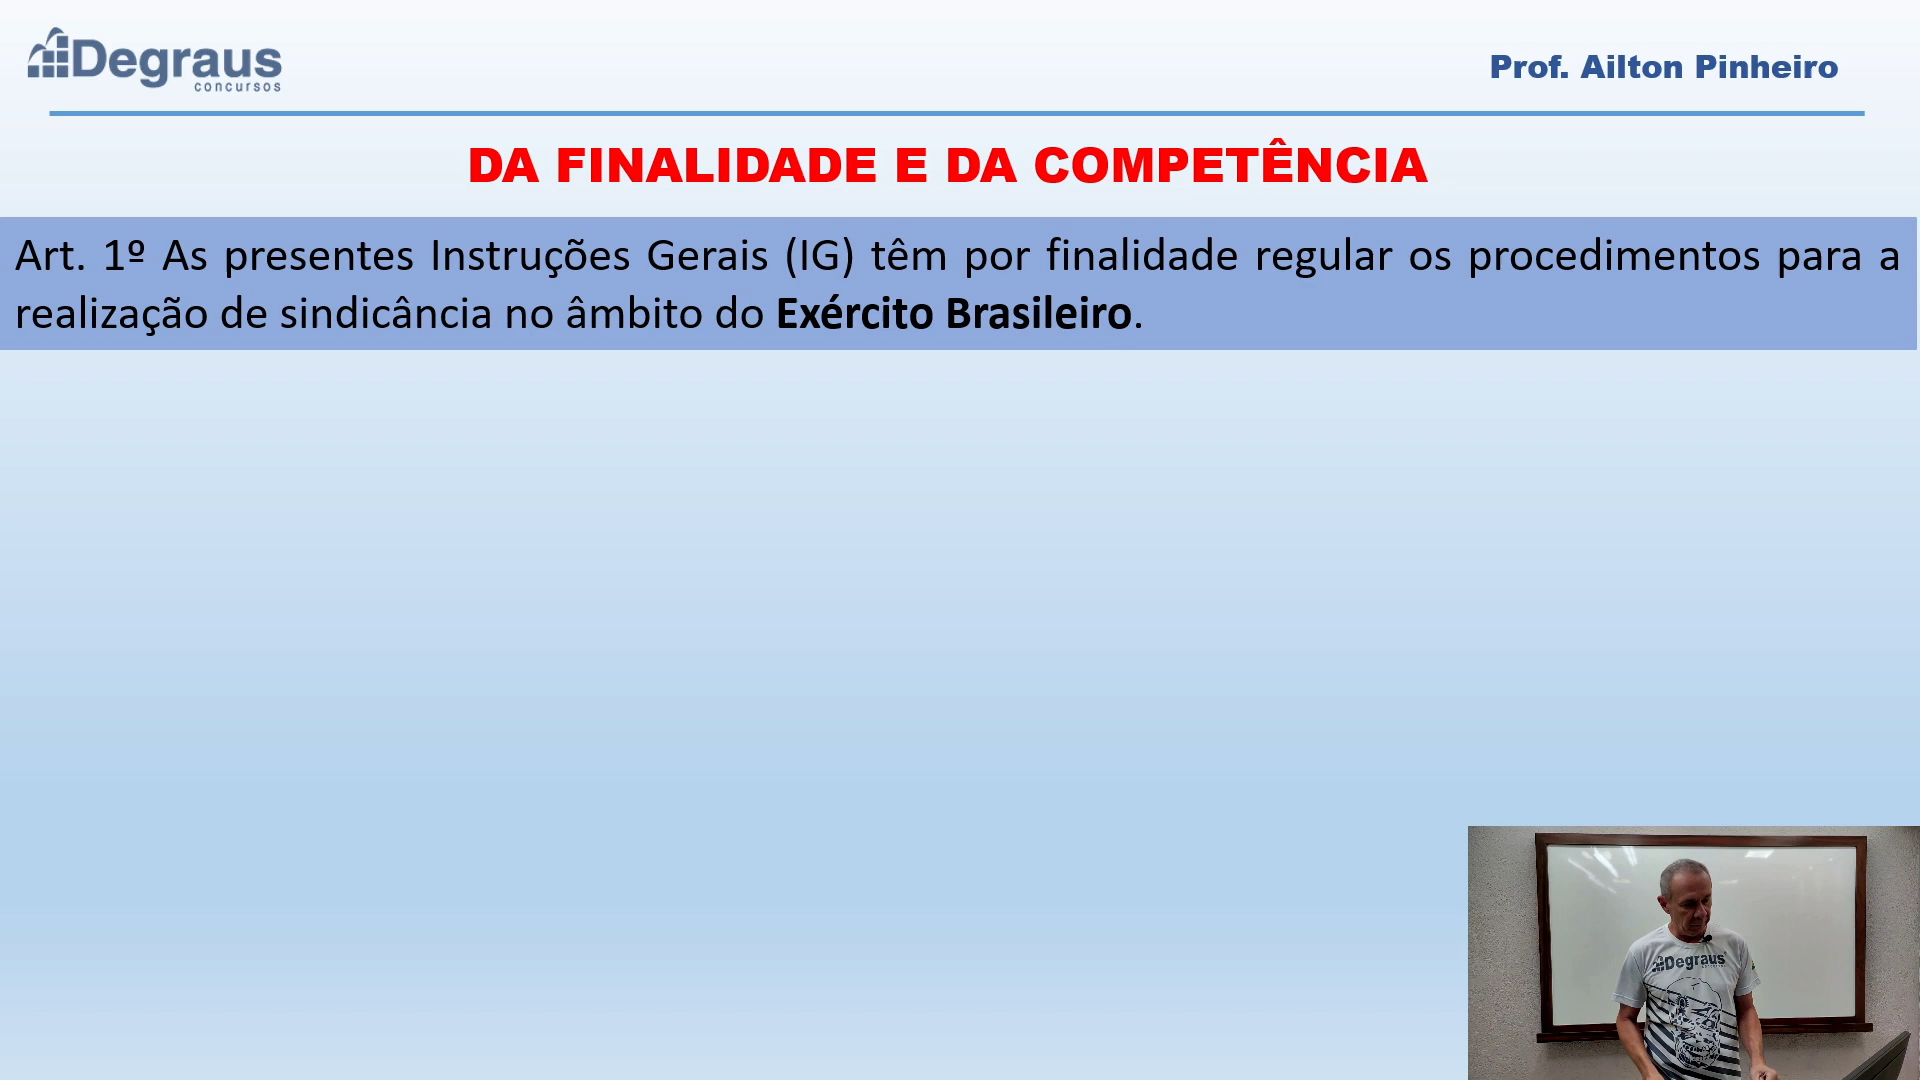 Degraus
concursos
Prof. Ailton Pinheiro
DA FINALIDADE E DA COMPETÊNCIA
Art. 1º As presentes Instruções Gerais (IG) têm por finalidade regular os procedimentos para a
realização de sindicância no âmbito do Exército Brasileiro.
Degraus